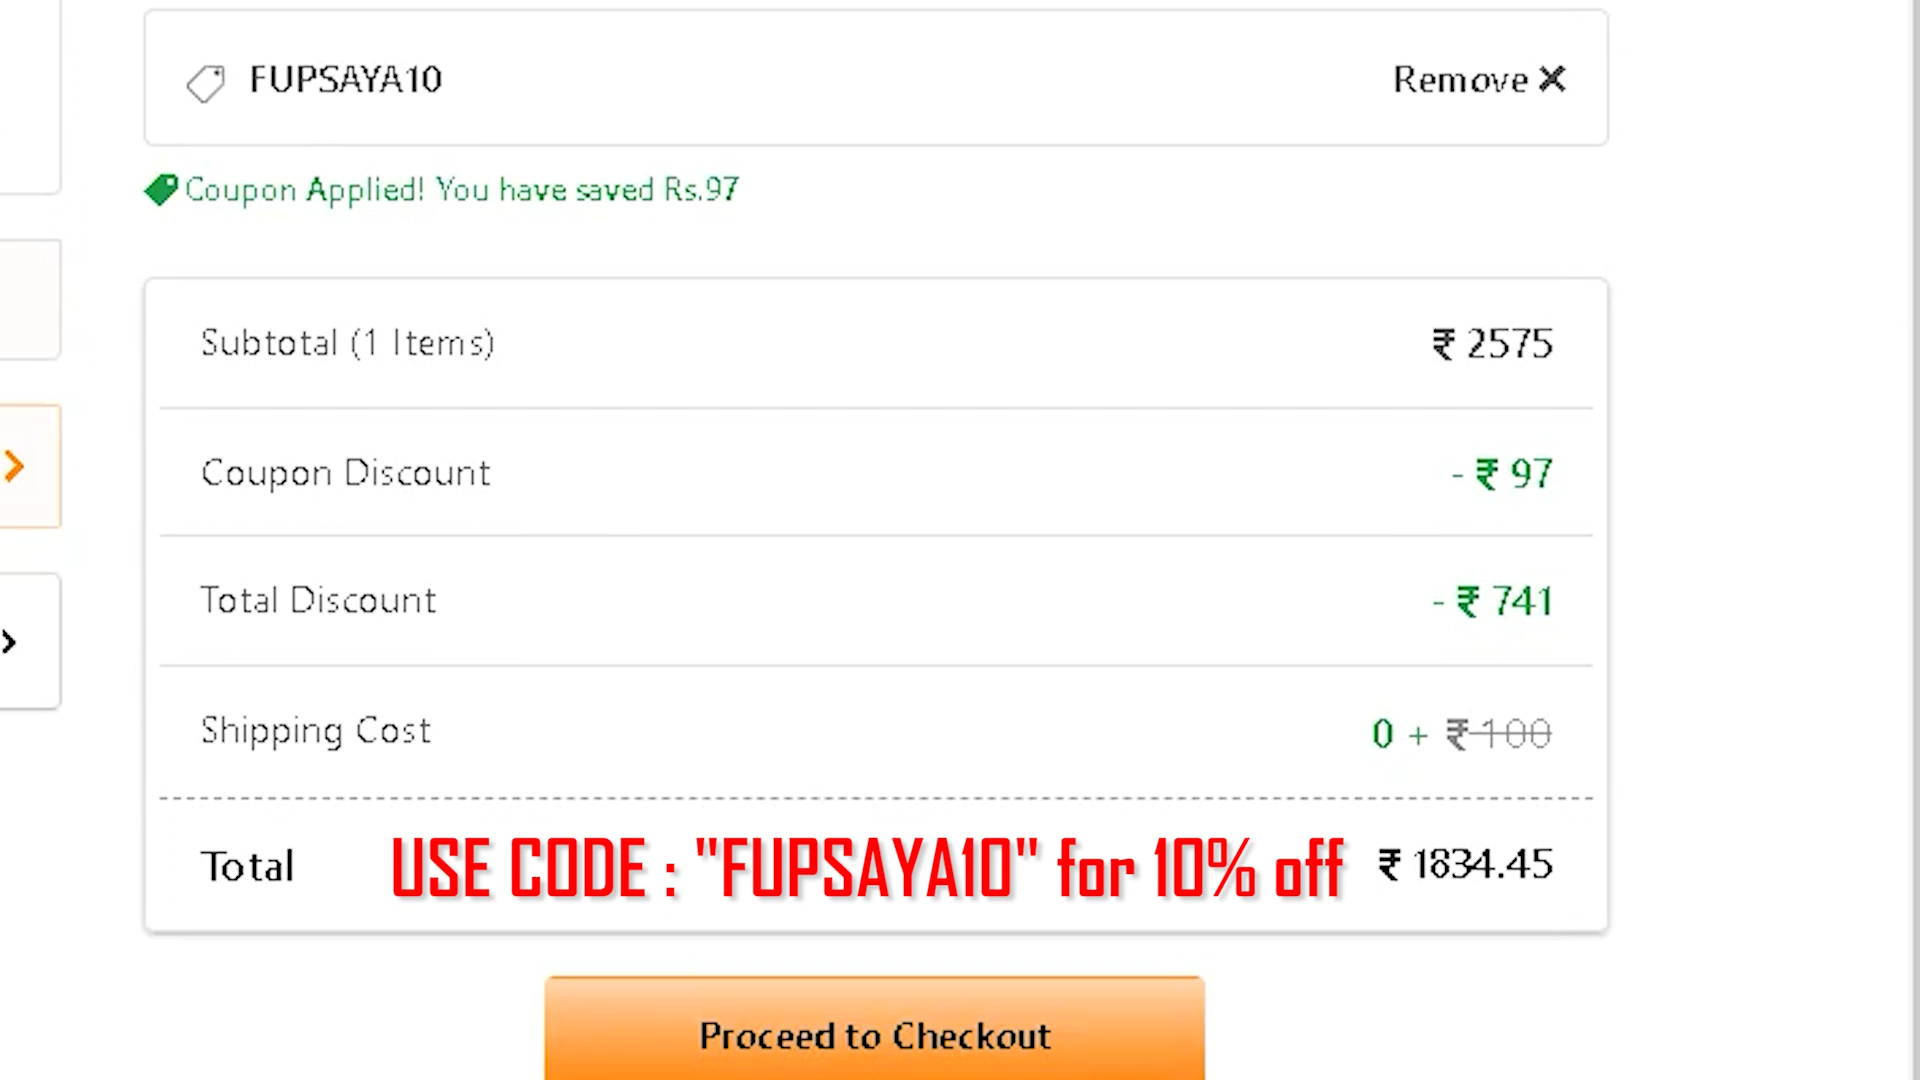 FUPSAYA10 Remove ✕
Coupon Applied! You have saved Rs.97
Subtotal (1 Items) ₹ 2575
Coupon Discount - ₹ 97
Total Discount - ₹ 741
Shipping Cost 0 + ₹ 100
Total USE CODE : "FUPSAYA10" for 10% off ₹ 1834.45
Proceed to Checkout